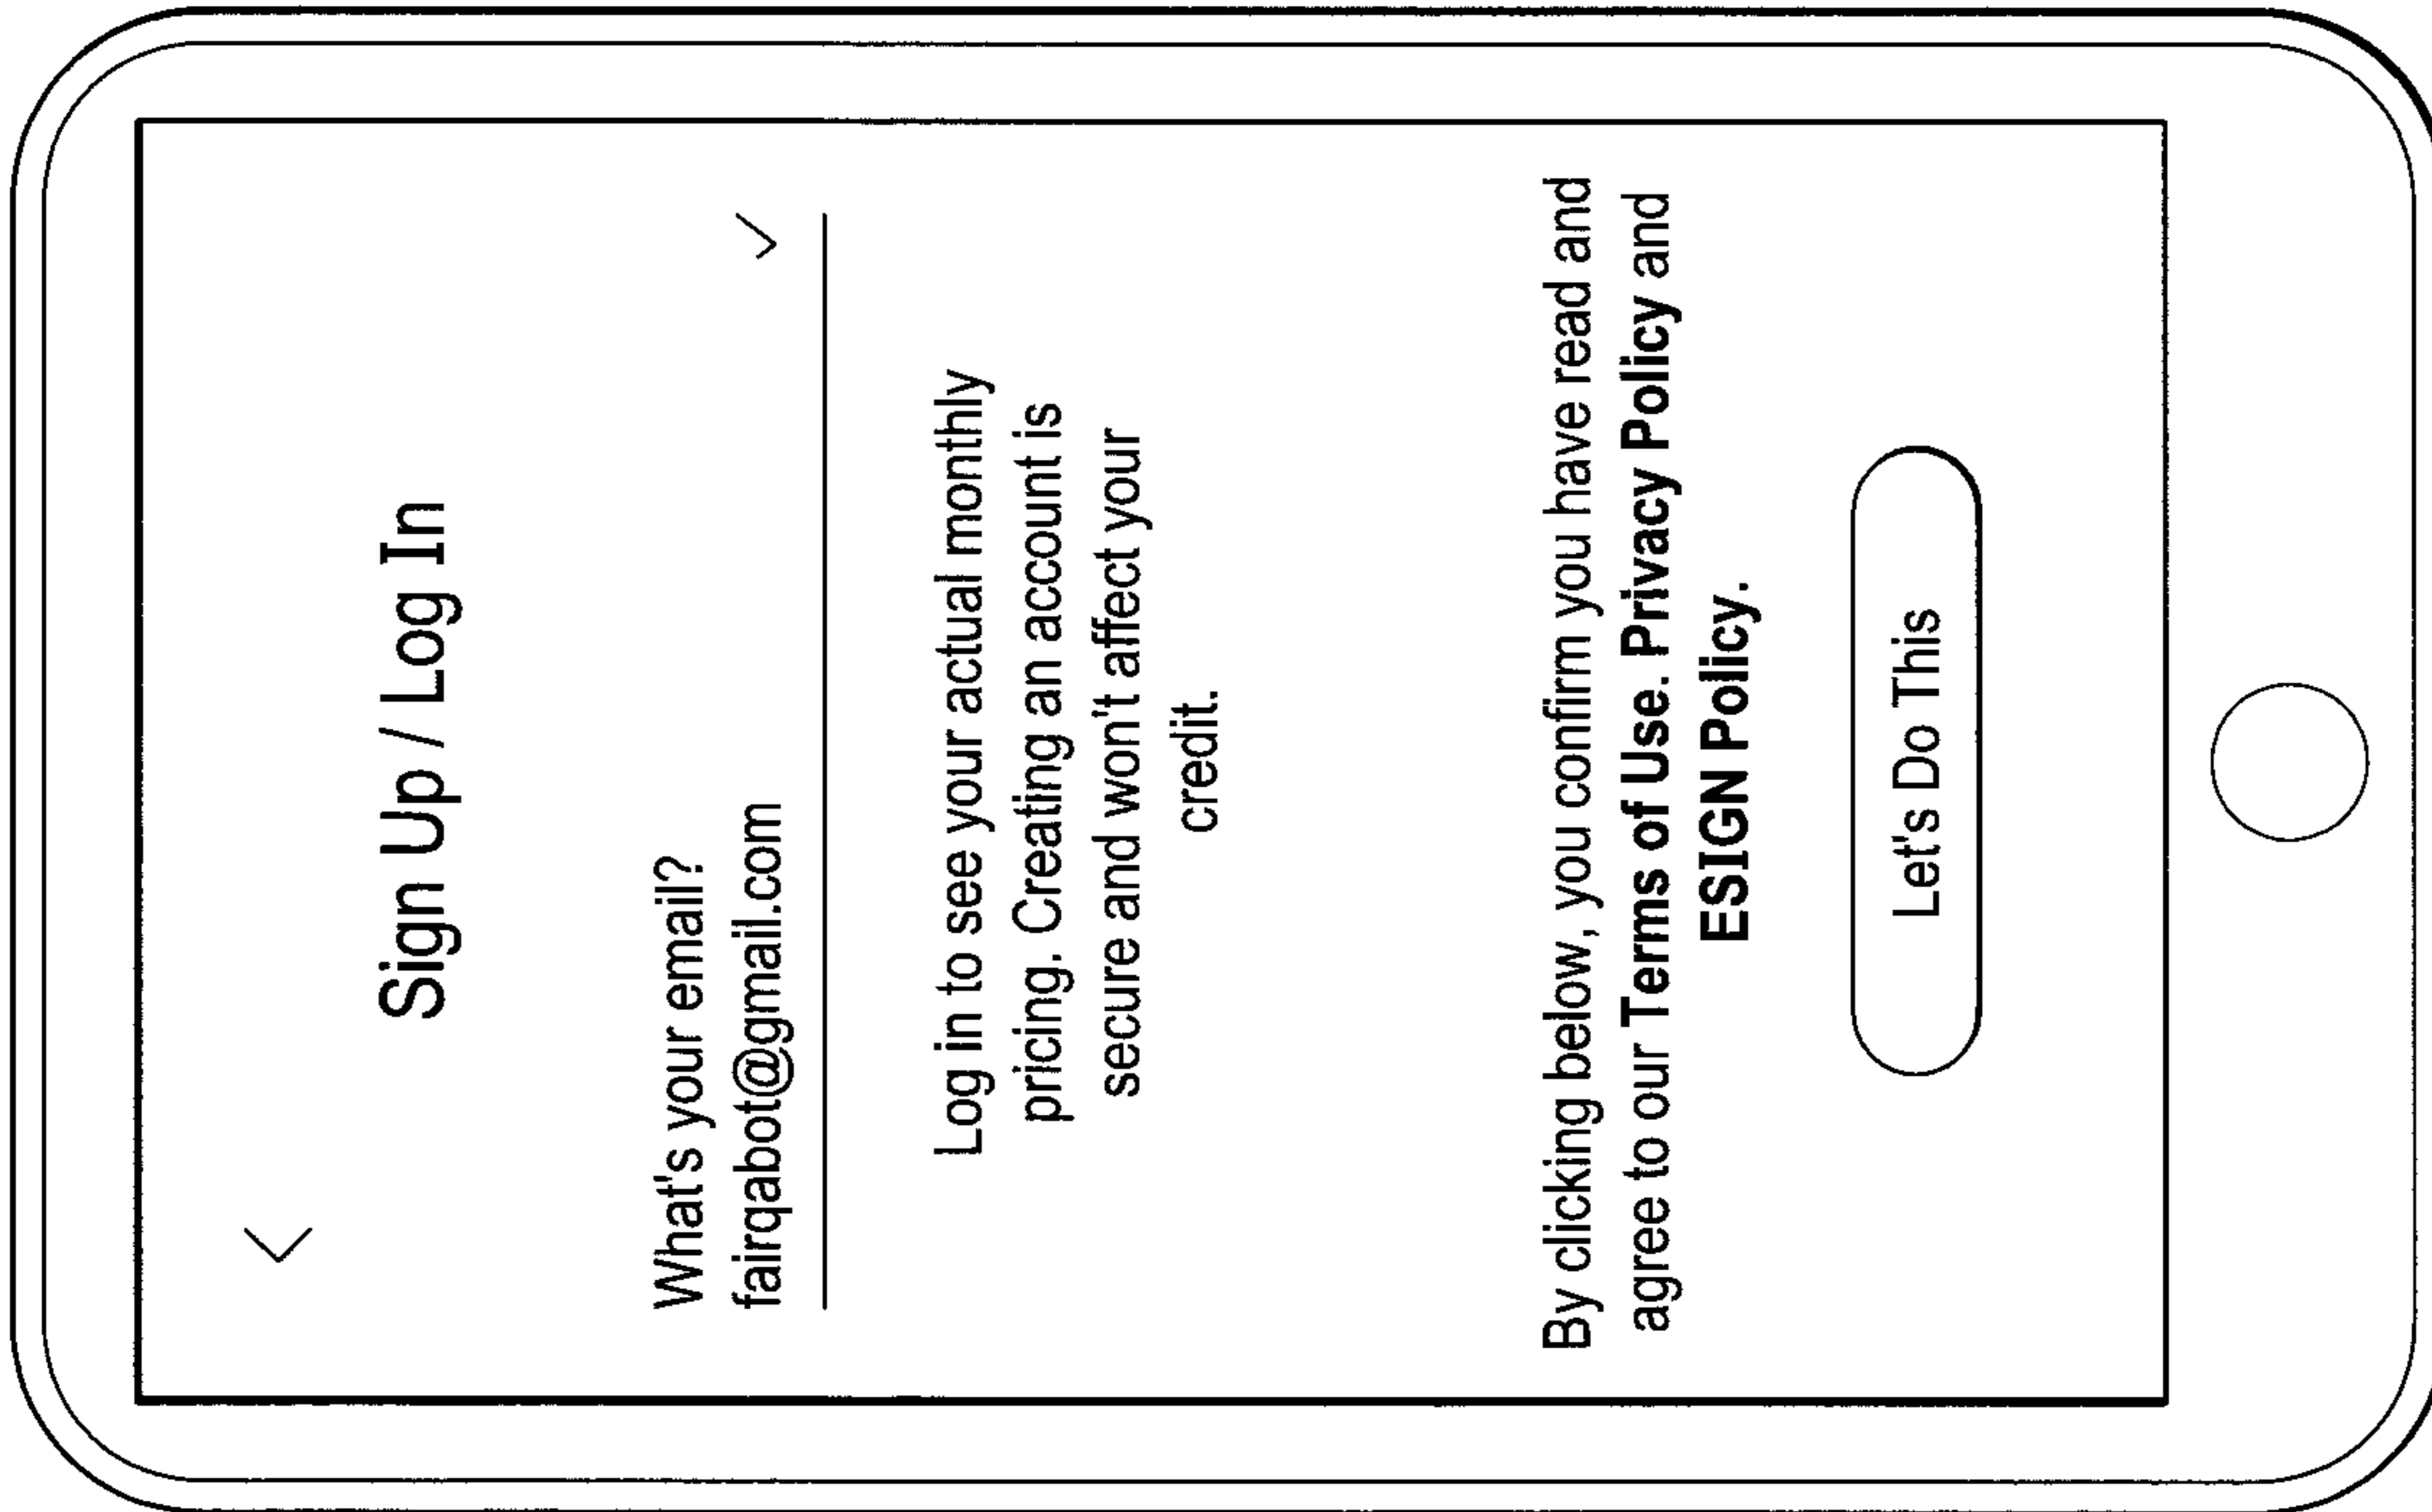 Sign Up / Log In
What's your email?
fairqabot@gmail.com
Log in to see your actual monthly
pricing. Creating an account is
secure and won't affect your
credit.
By clicking below, you confirm you have read and
agree to our Terms of Use. Privacy Policy and
ESIGN Policy.
Let's Do This